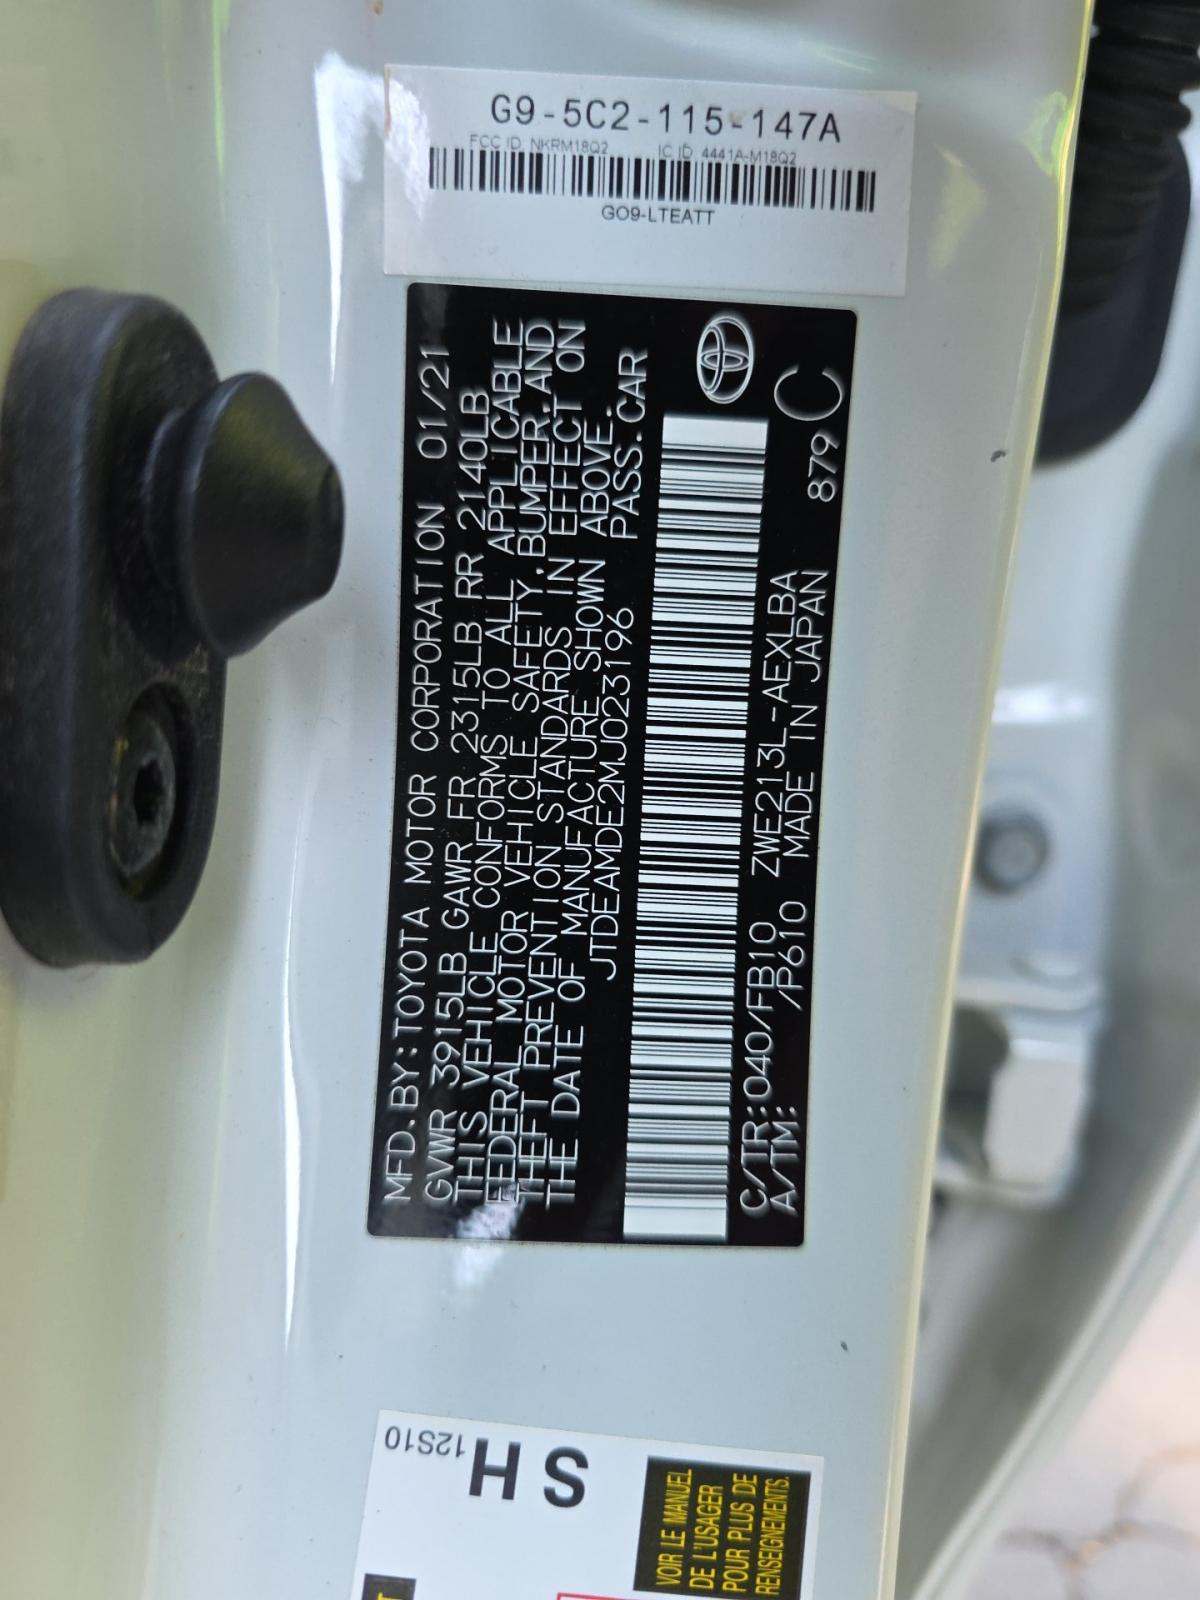 G9-5C2-115-147A
FCC ID: NKRM18Q2 IC ID: 4441A-M18Q2
GO9-LTEATT
MFD.BY:TOYOTA MOTOR CORPORATION 01/21
GVWR 3915LB GAWR FR 2315LB RR 2140LB
THIS VEHICLE CONFORMS TO ALL APPLICABLE
FEDERAL MOTOR VEHICLE SAFETY, BUMPER, AND
THEFT PREVENTION STANDARDS IN EFFECT ON
THE DATE OF MANUFACTURE SHOWN ABOVE.
JTDEAMDE2MJ023196 PASS.CAR
C/TR:040/FB10 ZWE213L-AEXLBA 879 C
A/TM: /P610 MADE IN JAPAN
12S10
SH
VOIR LE MANUEL
DE L'USAGER
POUR PLUS DE
RENSEIGNEMENTS.